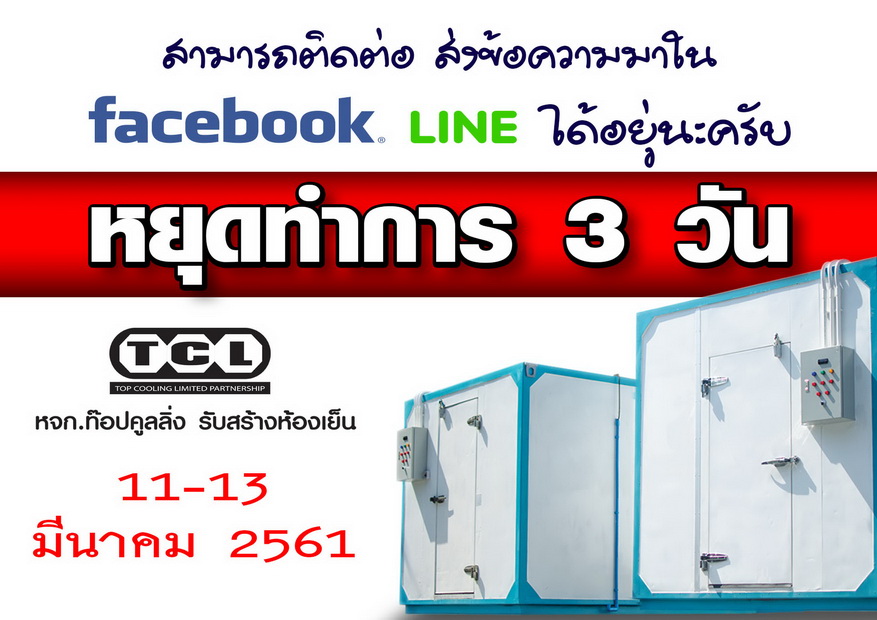 สามารถติดต่อ ส่งข้อความมาใน
facebook® LINE ได้อยู่นะครับ
หยุดทำการ 3 วัน
TCL
TOP COOLING LIMITED PARTNERSHIP
หจก.ท๊อปคูลลิ่ง รับสร้างห้องเย็น
11-13
มีนาคม 2561